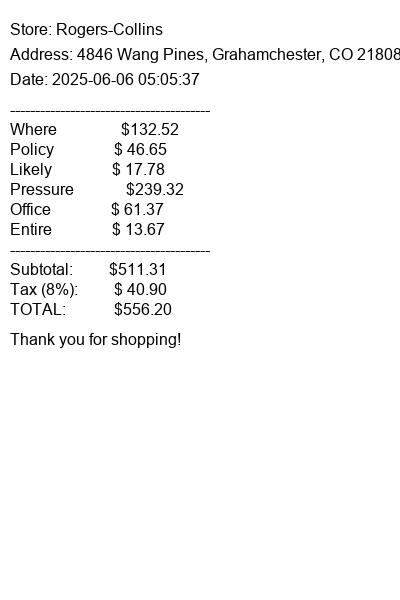 Store: Rogers-Collins
Address: 4846 Wang Pines, Grahamchester, CO 21808
Date: 2025-06-06 05:05:37
----------------------------------------
Where $132.52
Policy $ 46.65
Likely $ 17.78
Pressure $239.32
Office $ 61.37
Entire $ 13.67
----------------------------------------
Subtotal: $511.31
Tax (8%): $ 40.90
TOTAL: $556.20
Thank you for shopping!